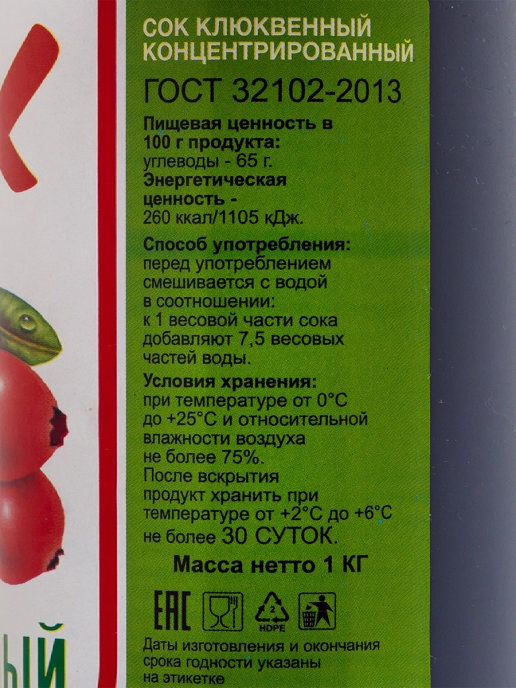 СОК КЛЮКВЕННЫЙ
КОНЦЕНТРИРОВАННЫЙ
ГОСТ 32102-2013
Пищевая ценность в
100 г продукта:
углеводы - 65 г.
Энергетическая
ценность -
260 ккал/1105 кДж.
Способ употребления:
перед употреблением
смешивается с водой
в соотношении:
к 1 весовой части сока
добавляют 7,5 весовых
частей воды.
Условия хранения:
при температуре от 0°С
до +25°С и относительной
влажности воздуха
не более 75%.
После вскрытия
продукт хранить при
температуре от +2°С до +6°С
не более 30 СУТОК.
Масса нетто 1 КГ
EAC
2
HDPE
Даты изготовления и окончания
срока годности указаны
на этикетке
К
ЫЙ